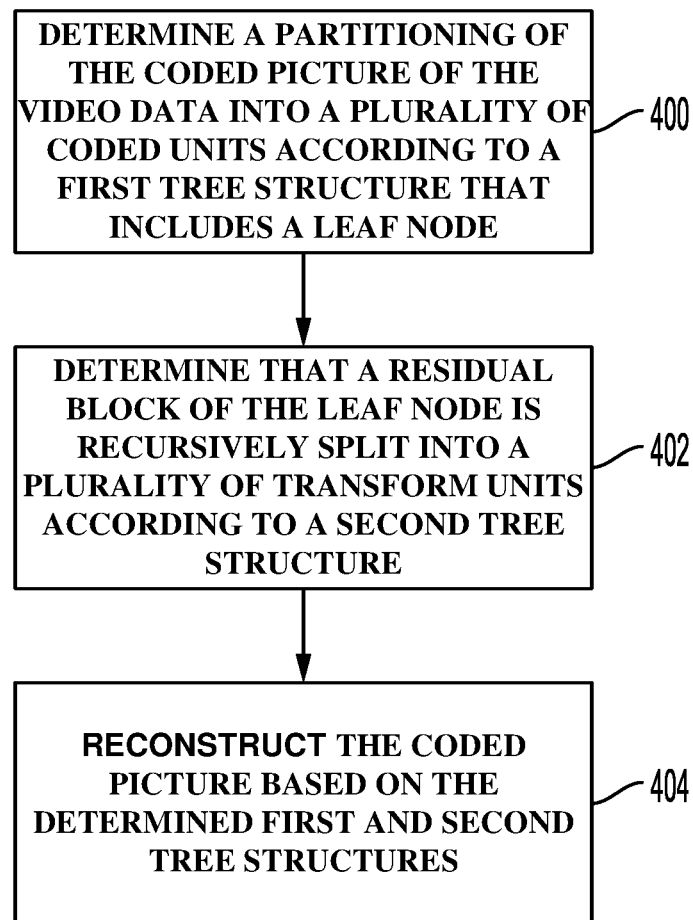 DETERMINE A PARTITIONING OF
THE CODED PICTURE OF THE
VIDEO DATA INTO A PLURALITY OF
CODED UNITS ACCORDING TO A
FIRST TREE STRUCTURE THAT
INCLUDES A LEAF NODE
400
DETERMINE THAT A RESIDUAL
BLOCK OF THE LEAF NODE IS
RECURSIVELY SPLIT INTO A
PLURALITY OF TRANSFORM UNITS
ACCORDING TO A SECOND TREE
STRUCTURE
402
RECONSTRUCT THE CODED
PICTURE BASED ON THE
DETERMINED FIRST AND SECOND
TREE STRUCTURES
404